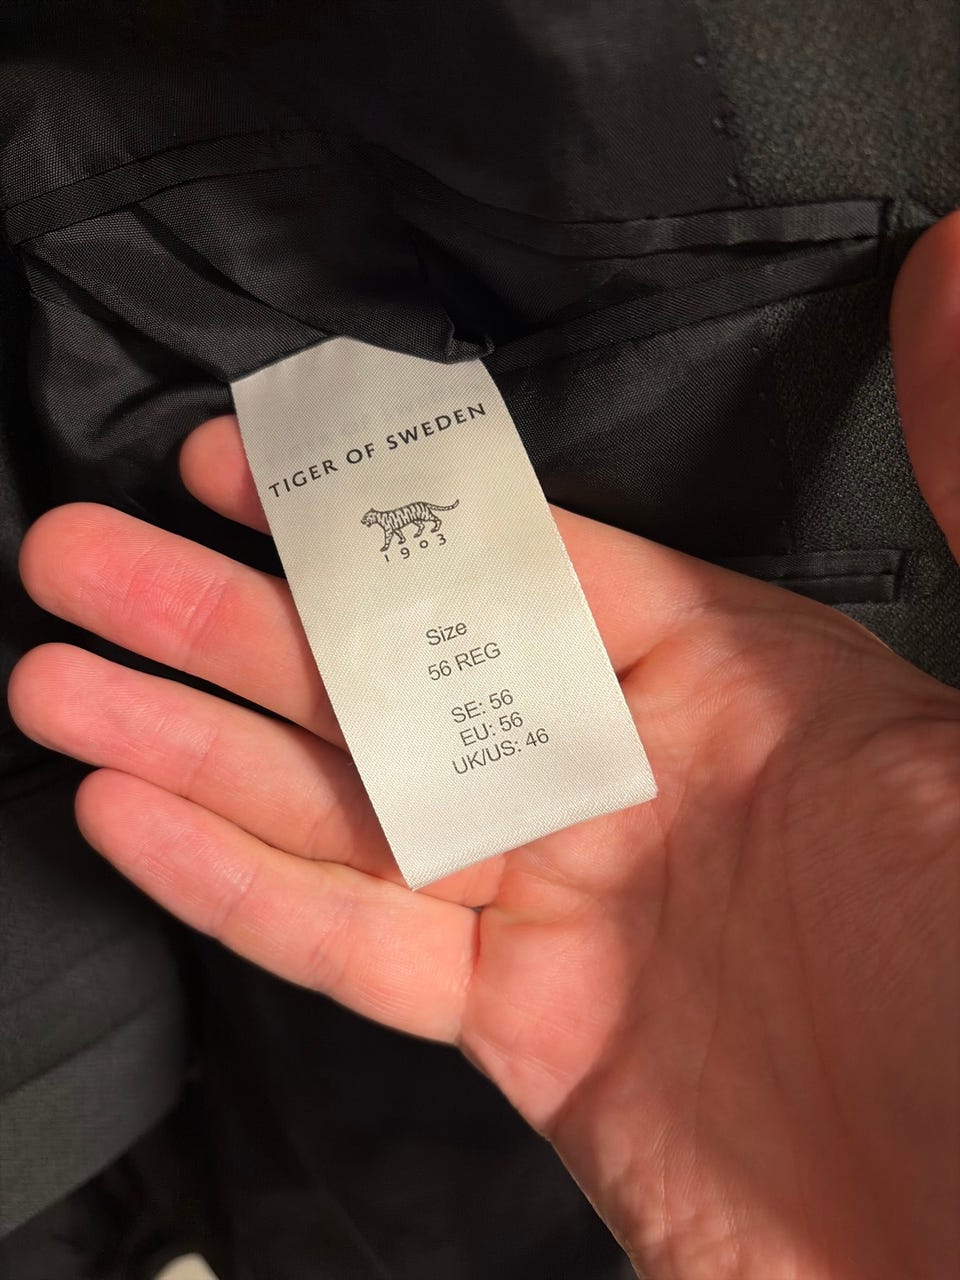 TIGER OF SWEDEN
1903
Size
56 REG
SE: 56
EU: 56
UK/US: 46